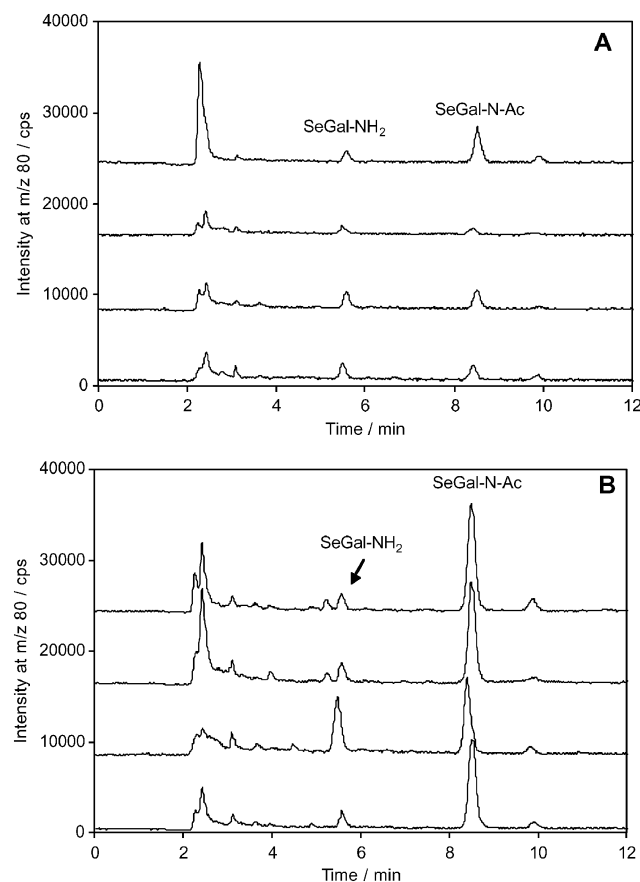 A
40000
30000
20000
10000
0
Intensity at m/z 80 / cps
SeGal-NH₂
SeGal-N-Ac
0 2 4 6 8 10 12
Time / min
B
40000
30000
20000
10000
0
Intensity at m/z 80 / cps
SeGal-N-Ac
SeGal-NH₂
0 2 4 6 8 10 12
Time / min